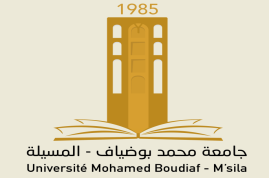 1985
جامعة محمد بوضياف - المسيلة
Université Mohamed Boudiaf - M'sila